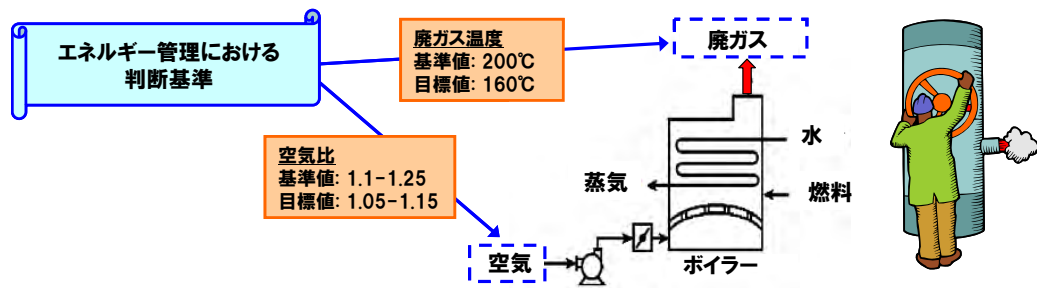 エネルギー管理における
判断基準
廃ガス温度
基準値: 200℃
目標値: 160℃
廃ガス
空気比
基準値: 1.1-1.25
目標値: 1.05-1.15
水
蒸気
燃料
空気
ボイラー